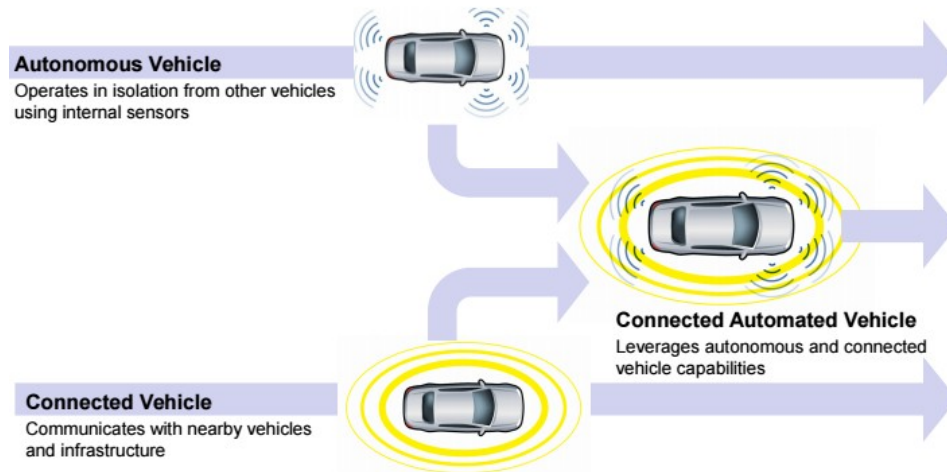 Autonomous Vehicle
Operates in isolation from other vehicles
using internal sensors
Connected Automated Vehicle
Leverages autonomous and connected
vehicle capabilities
Connected Vehicle
Communicates with nearby vehicles
and infrastructure